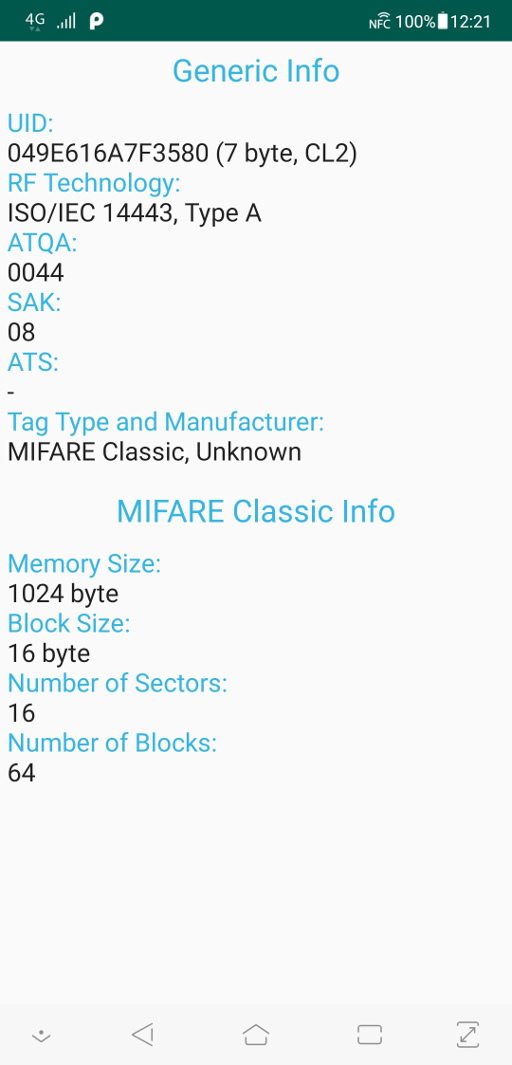 4G NFC 100% 12:21
Generic Info
UID:
049E616A7F3580 (7 byte, CL2)
RF Technology:
ISO/IEC 14443, Type A
ATQA:
0044
SAK:
08
ATS:
-
Tag Type and Manufacturer:
MIFARE Classic, Unknown
MIFARE Classic Info
Memory Size:
1024 byte
Block Size:
16 byte
Number of Sectors:
16
Number of Blocks:
64